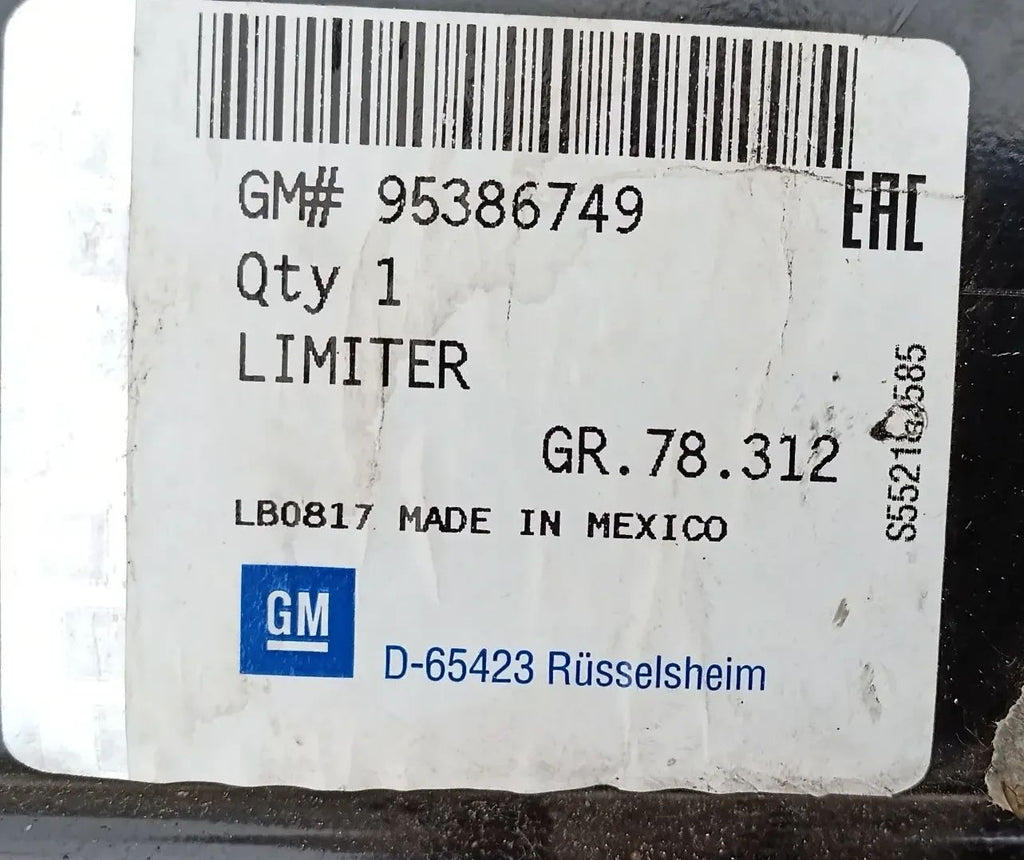 GM# 95386749
EAC
Qty 1
LIMITER
GR.78.312
LB0817 MADE IN MEXICO
GM
D-65423 Rüsselsheim